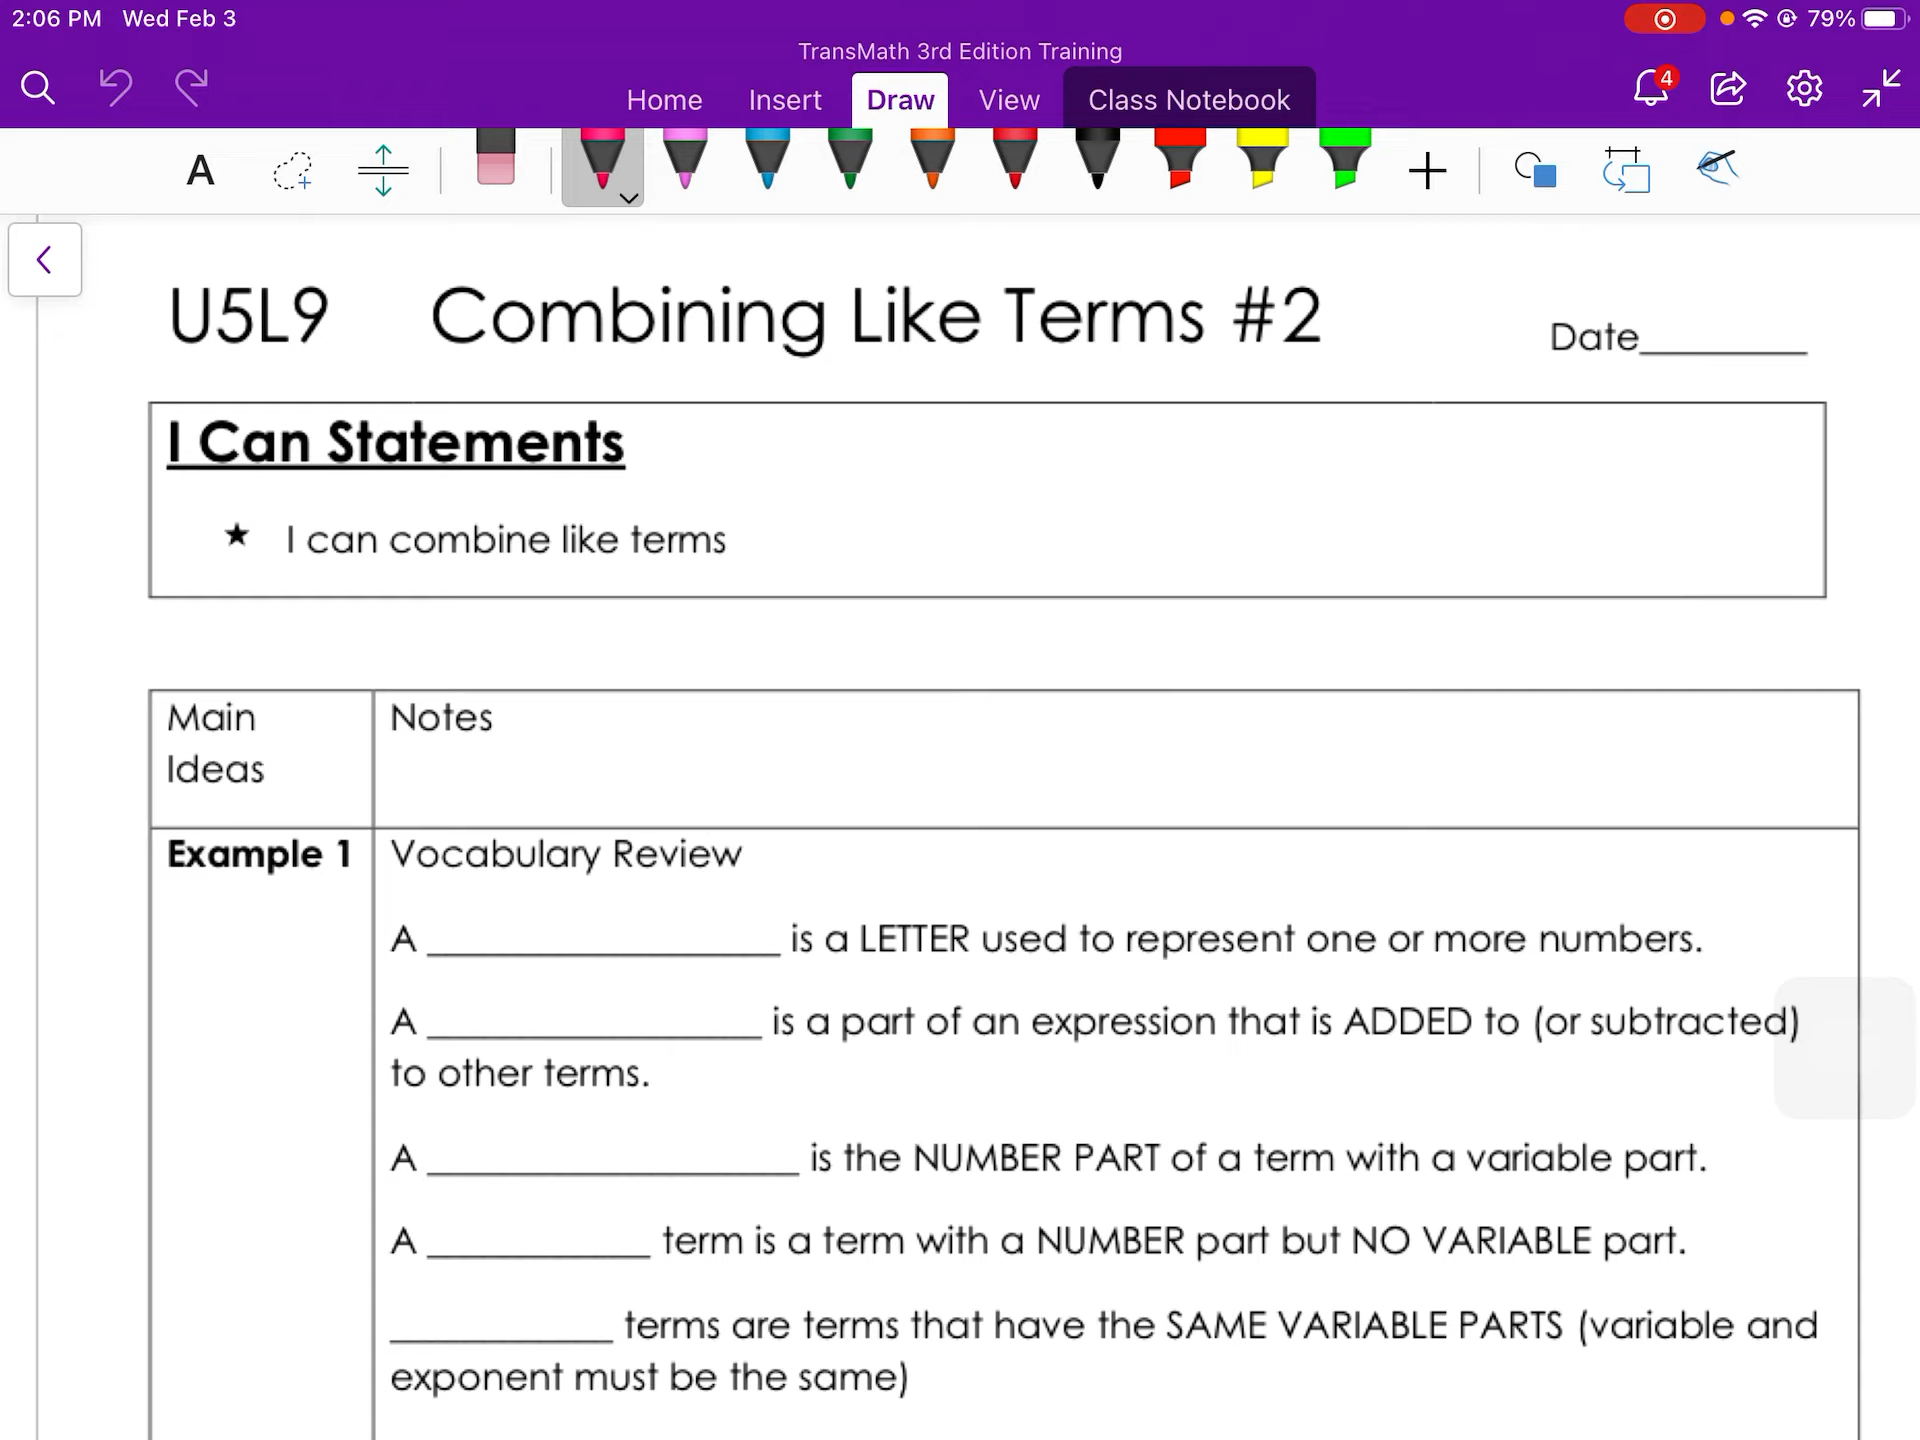 2:06 PM Wed Feb 3
79%
TransMath 3rd Edition Training
Home Insert Draw View Class Notebook
4
A
U5L9 Combining Like Terms #2 Date________
I Can Statements
★ I can combine like terms
Main Ideas
Notes
Example 1
Vocabulary Review
A _________________ is a LETTER used to represent one or more numbers.
A ________________ is a part of an expression that is ADDED to (or subtracted)
to other terms.
A __________________ is the NUMBER PART of a term with a variable part.
A ___________ term is a term with a NUMBER part but NO VARIABLE part.
___________ terms are terms that have the SAME VARIABLE PARTS (variable and
exponent must be the same)